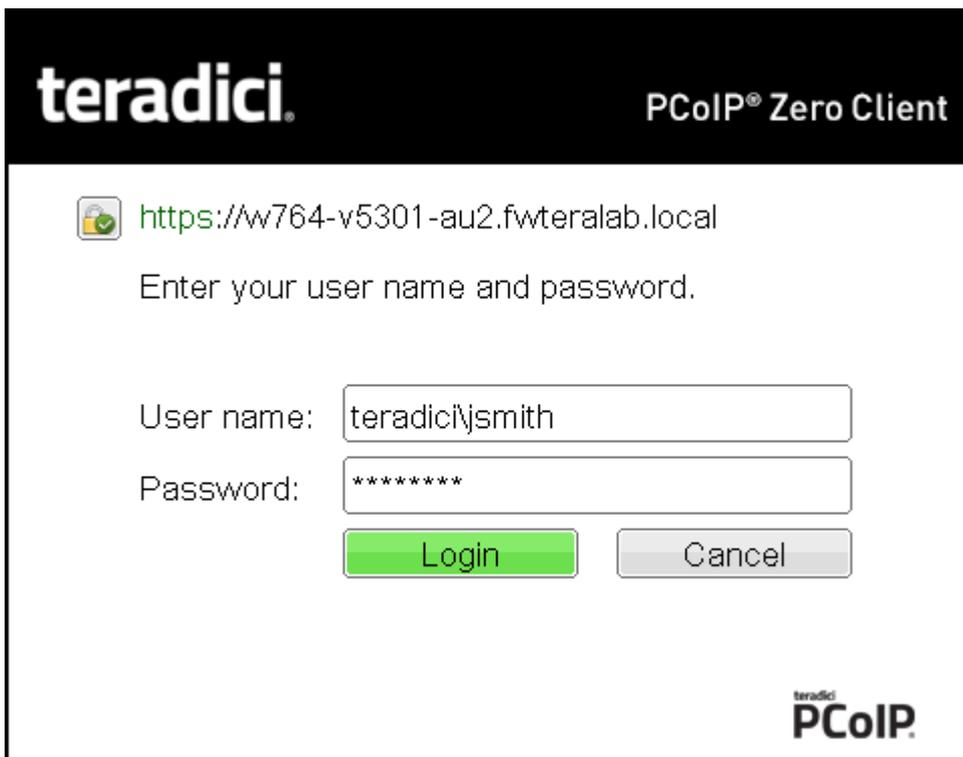 teradici.
PCoIP® Zero Client
https://w764-v5301-au2.fwteralab.local
Enter your user name and password.
User name: teradici\jsmith
Password: ********
Login Cancel
teradici
PCoIP.